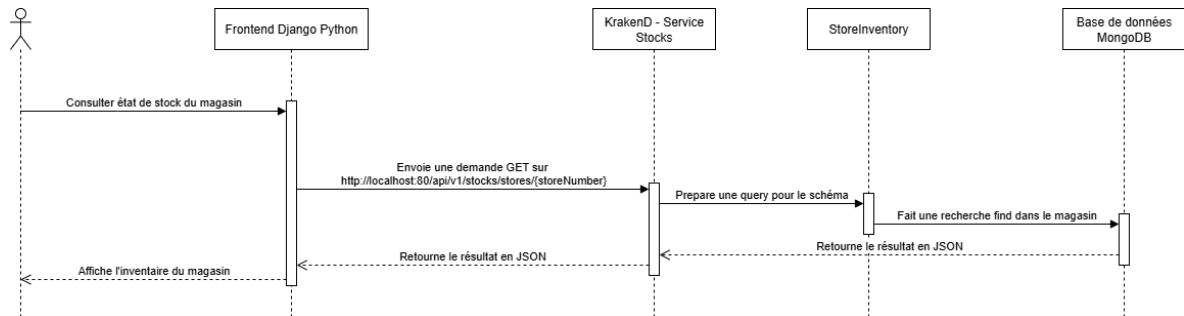 Frontend Django Python
KrakenD - Service
Stocks
StoreInventory
Base de données
MongoDB
Consulter état de stock du magasin
Envoie une demande GET sur
http://localhost:80/api/v1/stocks/stores/{storeNumber}
Prepare une query pour le schéma
Fait une recherche find dans le magasin
Retourne le résultat en JSON
Retourne le résultat en JSON
Affiche l'inventaire du magasin